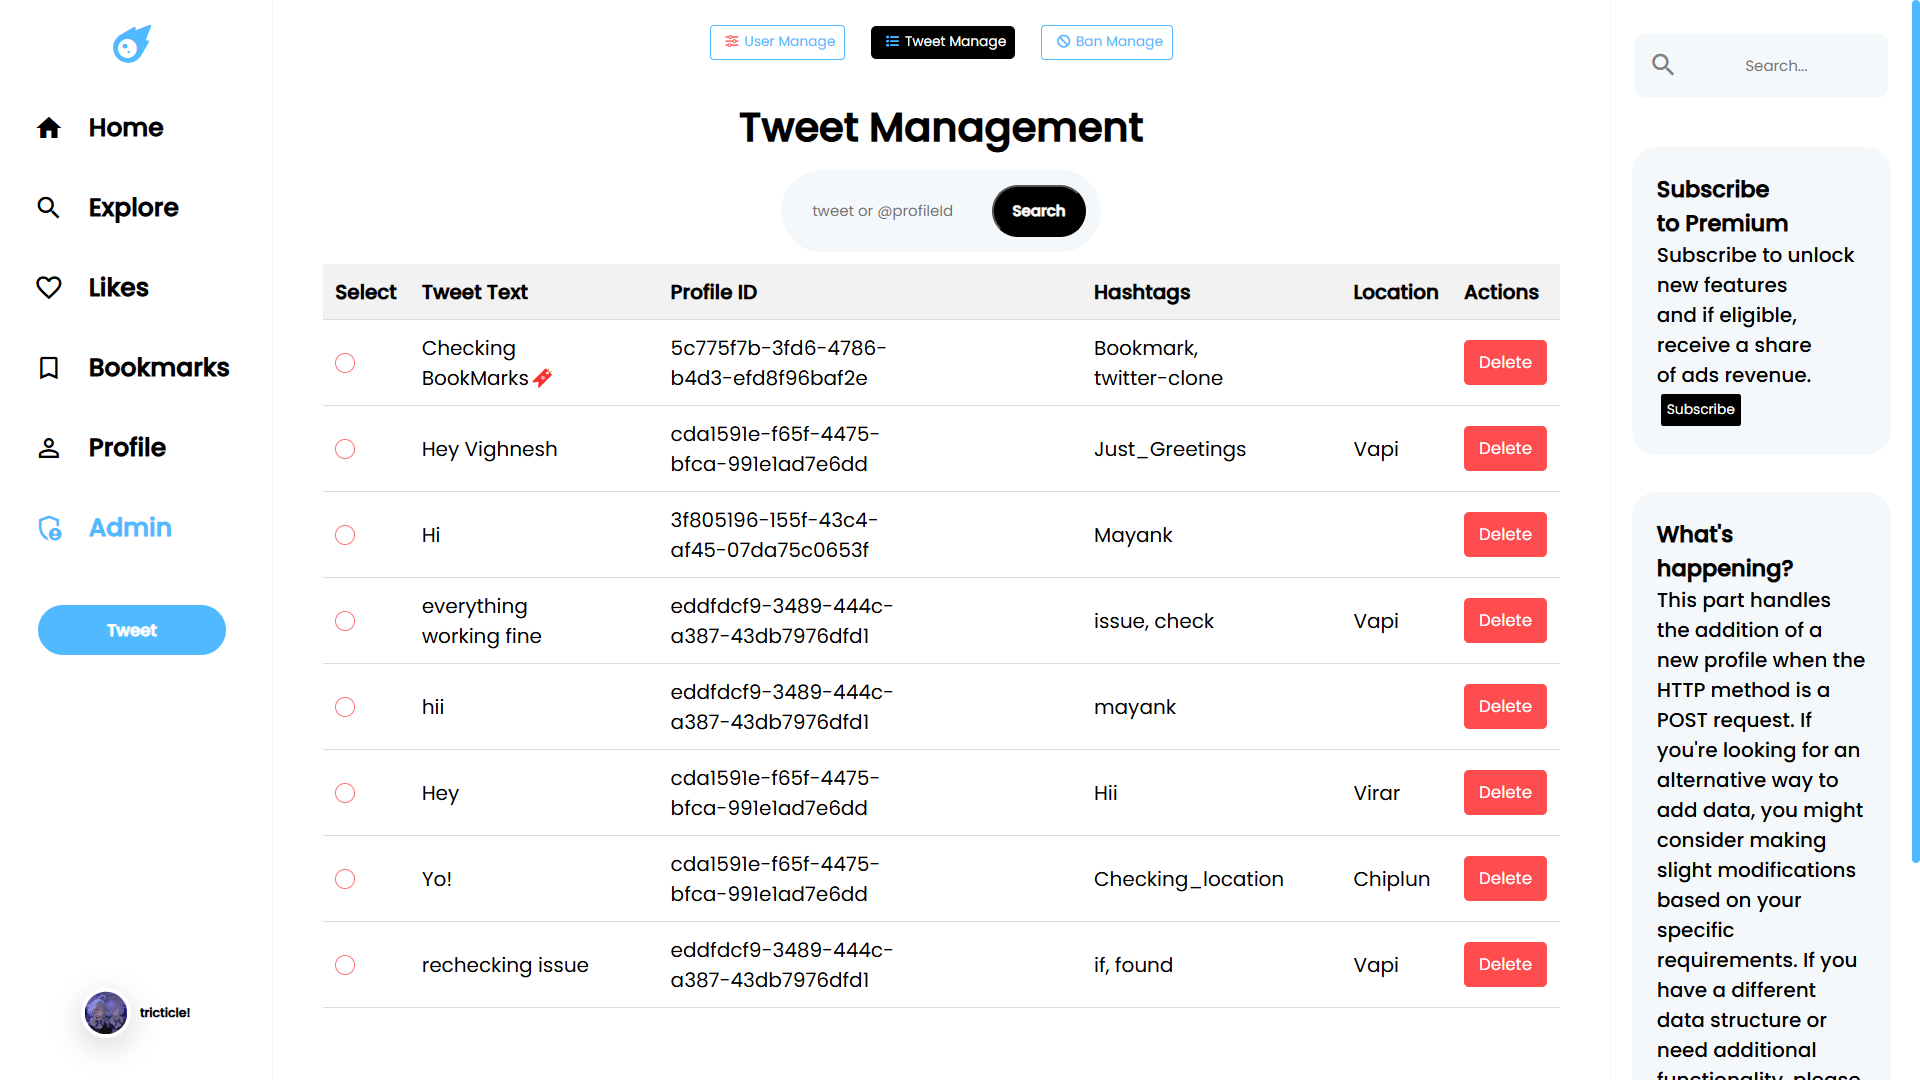 Home
Explore
Likes
Bookmarks
Profile
Admin
Tweet
tricticle!
User Manage
Tweet Manage
Ban Manage
Tweet Management
tweet or @profileId
Search
Select Tweet Text Profile ID Hashtags Location Actions
Checking
BookMarks
5c775f7b-3fd6-4786-
b4d3-efd8f96baf2e
Bookmark,
twitter-clone
Delete
Hey Vighnesh
cda1591e-f65f-4475-
bfca-991e1ad7e6dd
Just_Greetings
Vapi
Delete
Hi
3f805196-155f-43c4-
af45-07da75c0653f
Mayank
Delete
everything
working fine
eddfdcf9-3489-444c-
a387-43db7976dfd1
issue, check
Vapi
Delete
hii
eddfdcf9-3489-444c-
a387-43db7976dfd1
mayank
Delete
Hey
cda1591e-f65f-4475-
bfca-991e1ad7e6dd
Hii
Virar
Delete
Yo!
cda1591e-f65f-4475-
bfca-991e1ad7e6dd
Checking_location
Chiplun
Delete
rechecking issue
eddfdcf9-3489-444c-
a387-43db7976dfd1
if, found
Vapi
Delete
Search...
Subscribe
to Premium
Subscribe to unlock
new features
and if eligible,
receive a share
of ads revenue.
Subscribe
What's
happening?
This part handles
the addition of a
new profile when the
HTTP method is a
POST request. If
you're looking for an
alternative way to
add data, you might
consider making
slight modifications
based on your
specific
requirements. If you
have a different
data structure or
need additional
functionality, please